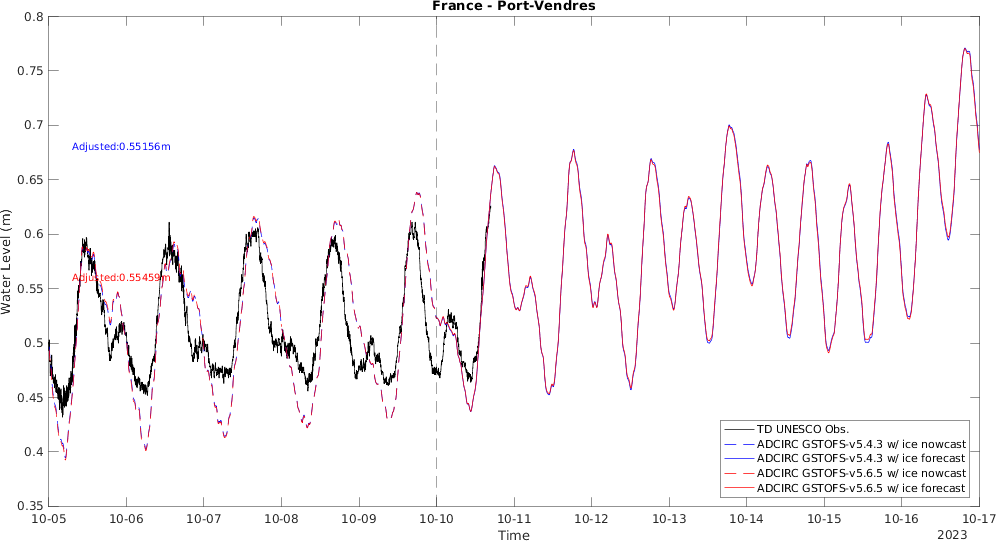 France - Port-Vendres
0.8
0.75
0.7
0.65
0.6
0.55
0.5
0.45
0.4
0.35
Water Level (m)
Adjusted:0.55156m
Adjusted:0.55459m
TD UNESCO Obs.
ADCIRC GSTOFS-v5.4.3 w/ ice nowcast
ADCIRC GSTOFS-v5.4.3 w/ ice forecast
ADCIRC GSTOFS-v5.6.5 w/ ice nowcast
ADCIRC GSTOFS-v5.6.5 w/ ice forecast
10-05 10-06 10-07 10-08 10-09 10-10 10-11 10-12 10-13 10-14 10-15 10-16 10-17
Time
2023